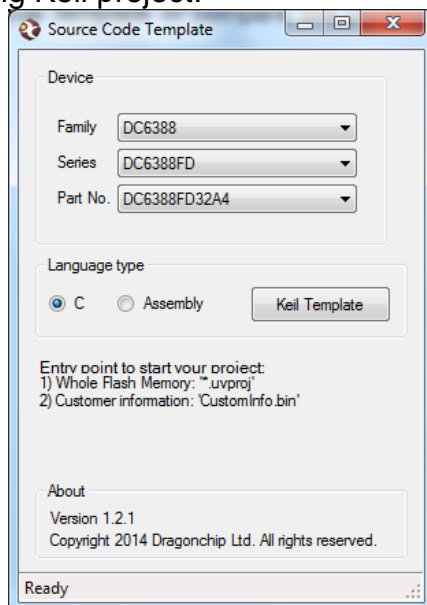 g Keil project.
Source Code Template
Device
Family DC6388
Series DC6388FD
Part No. DC6388FD32A4
Language type
C Assembly Keil Template
Entry point to start your project:
1) Whole Flash Memory: '*.uvproj'
2) Customer information: 'CustomInfo.bin'
About
Version 1.2.1
Copyright 2014 Dragonchip Ltd. All rights reserved.
Ready